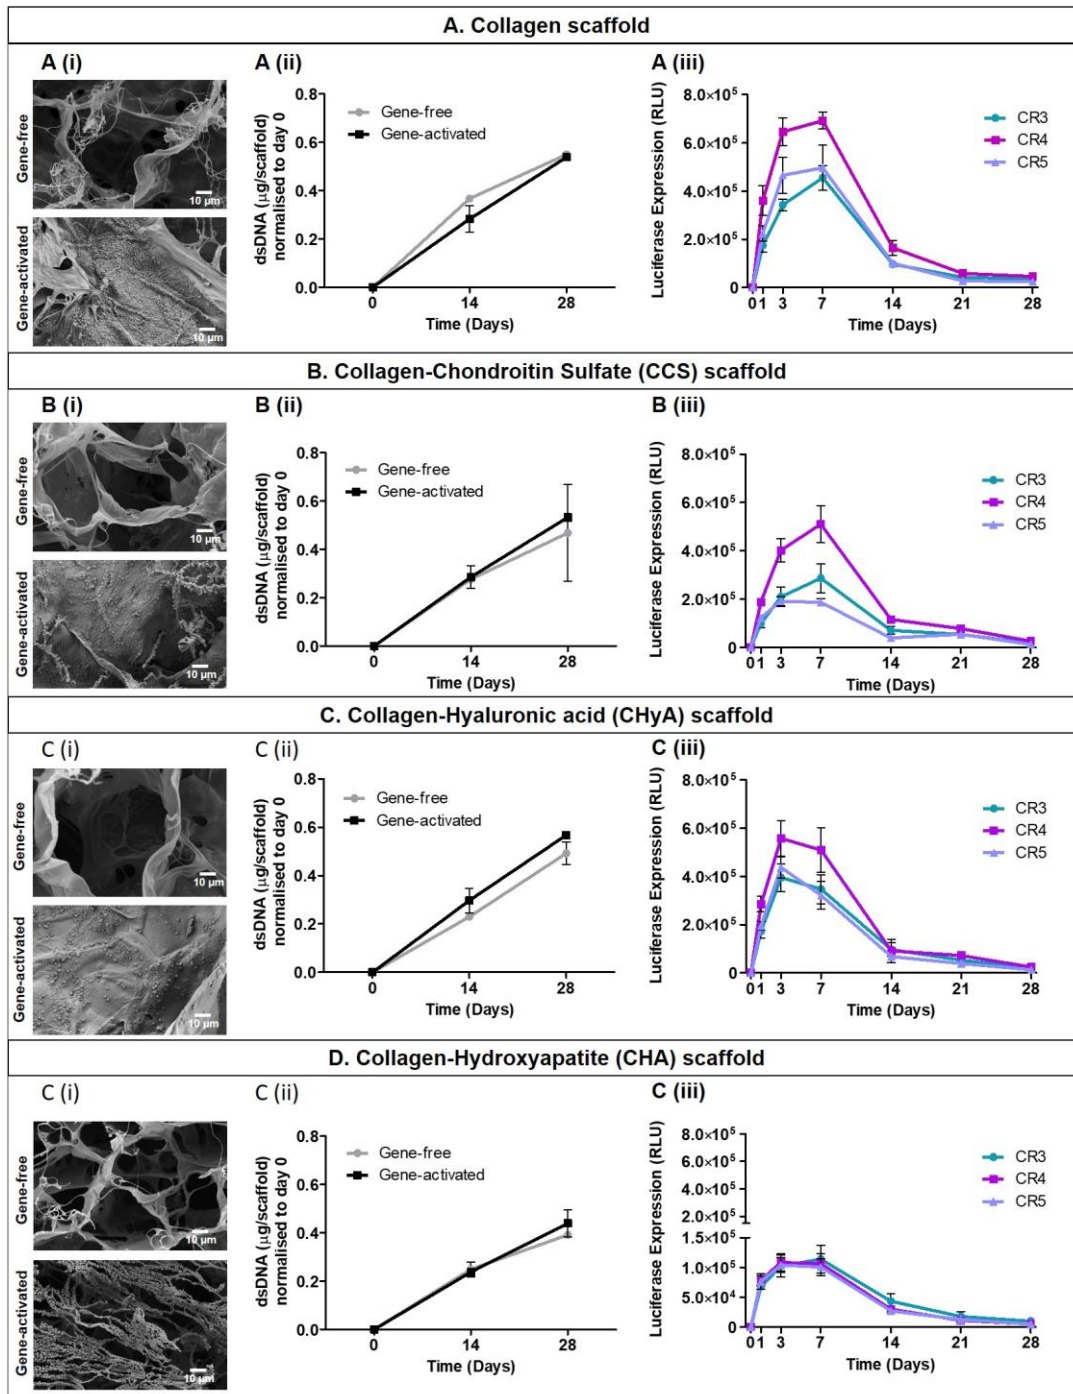 A. Collagen scaffold
A (i)
Gene-free
10 µm
Gene-activated
10 µm
A (ii)
Gene-free
Gene-activated
dsDNA (µg/scaffold)
normalised to day 0
0.8
0.6
0.4
0.2
0.0
0 14 28
Time (Days)
A (iii)
Luciferase Expression (RLU)
8.0×10⁵
6.0×10⁵
4.0×10⁵
2.0×10⁵
0
CR3
CR4
CR5
0 1 3 7 14 21 28
Time (Days)
B. Collagen-Chondroitin Sulfate (CCS) scaffold
B (i)
Gene-free
10 µm
Gene-activated
10 µm
B (ii)
Gene-free
Gene-activated
dsDNA (µg/scaffold)
normalised to day 0
0.8
0.6
0.4
0.2
0.0
0 14 28
Time (Days)
B (iii)
Luciferase Expression (RLU)
8.0×10⁵
6.0×10⁵
4.0×10⁵
2.0×10⁵
0
CR3
CR4
CR5
0 1 3 7 14 21 28
Time (Days)
C. Collagen-Hyaluronic acid (CHyA) scaffold
C (i)
Gene-free
10 µm
Gene-activated
10 µm
C (ii)
Gene-free
Gene-activated
dsDNA (µg/scaffold)
normalised to day 0
0.8
0.6
0.4
0.2
0.0
0 14 28
Time (Days)
C (iii)
Luciferase Expression (RLU)
8.0×10⁵
6.0×10⁵
4.0×10⁵
2.0×10⁵
0
CR3
CR4
CR5
0 1 3 7 14 21 28
Time (Days)
D. Collagen-Hydroxyapatite (CHA) scaffold
C (i)
Gene-free
10 µm
Gene-activated
10 µm
C (ii)
Gene-free
Gene-activated
dsDNA (µg/scaffold)
normalised to day 0
0.8
0.6
0.4
0.2
0.0
0 14 28
Time (Days)
C (iii)
Luciferase Expression (RLU)
8.0×10⁵
6.0×10⁵
4.0×10⁵
2.0×10⁵
1.5×10⁵
1.0×10⁵
5.0×10⁴
0
CR3
CR4
CR5
0 1 3 7 14 21 28
Time (Days)